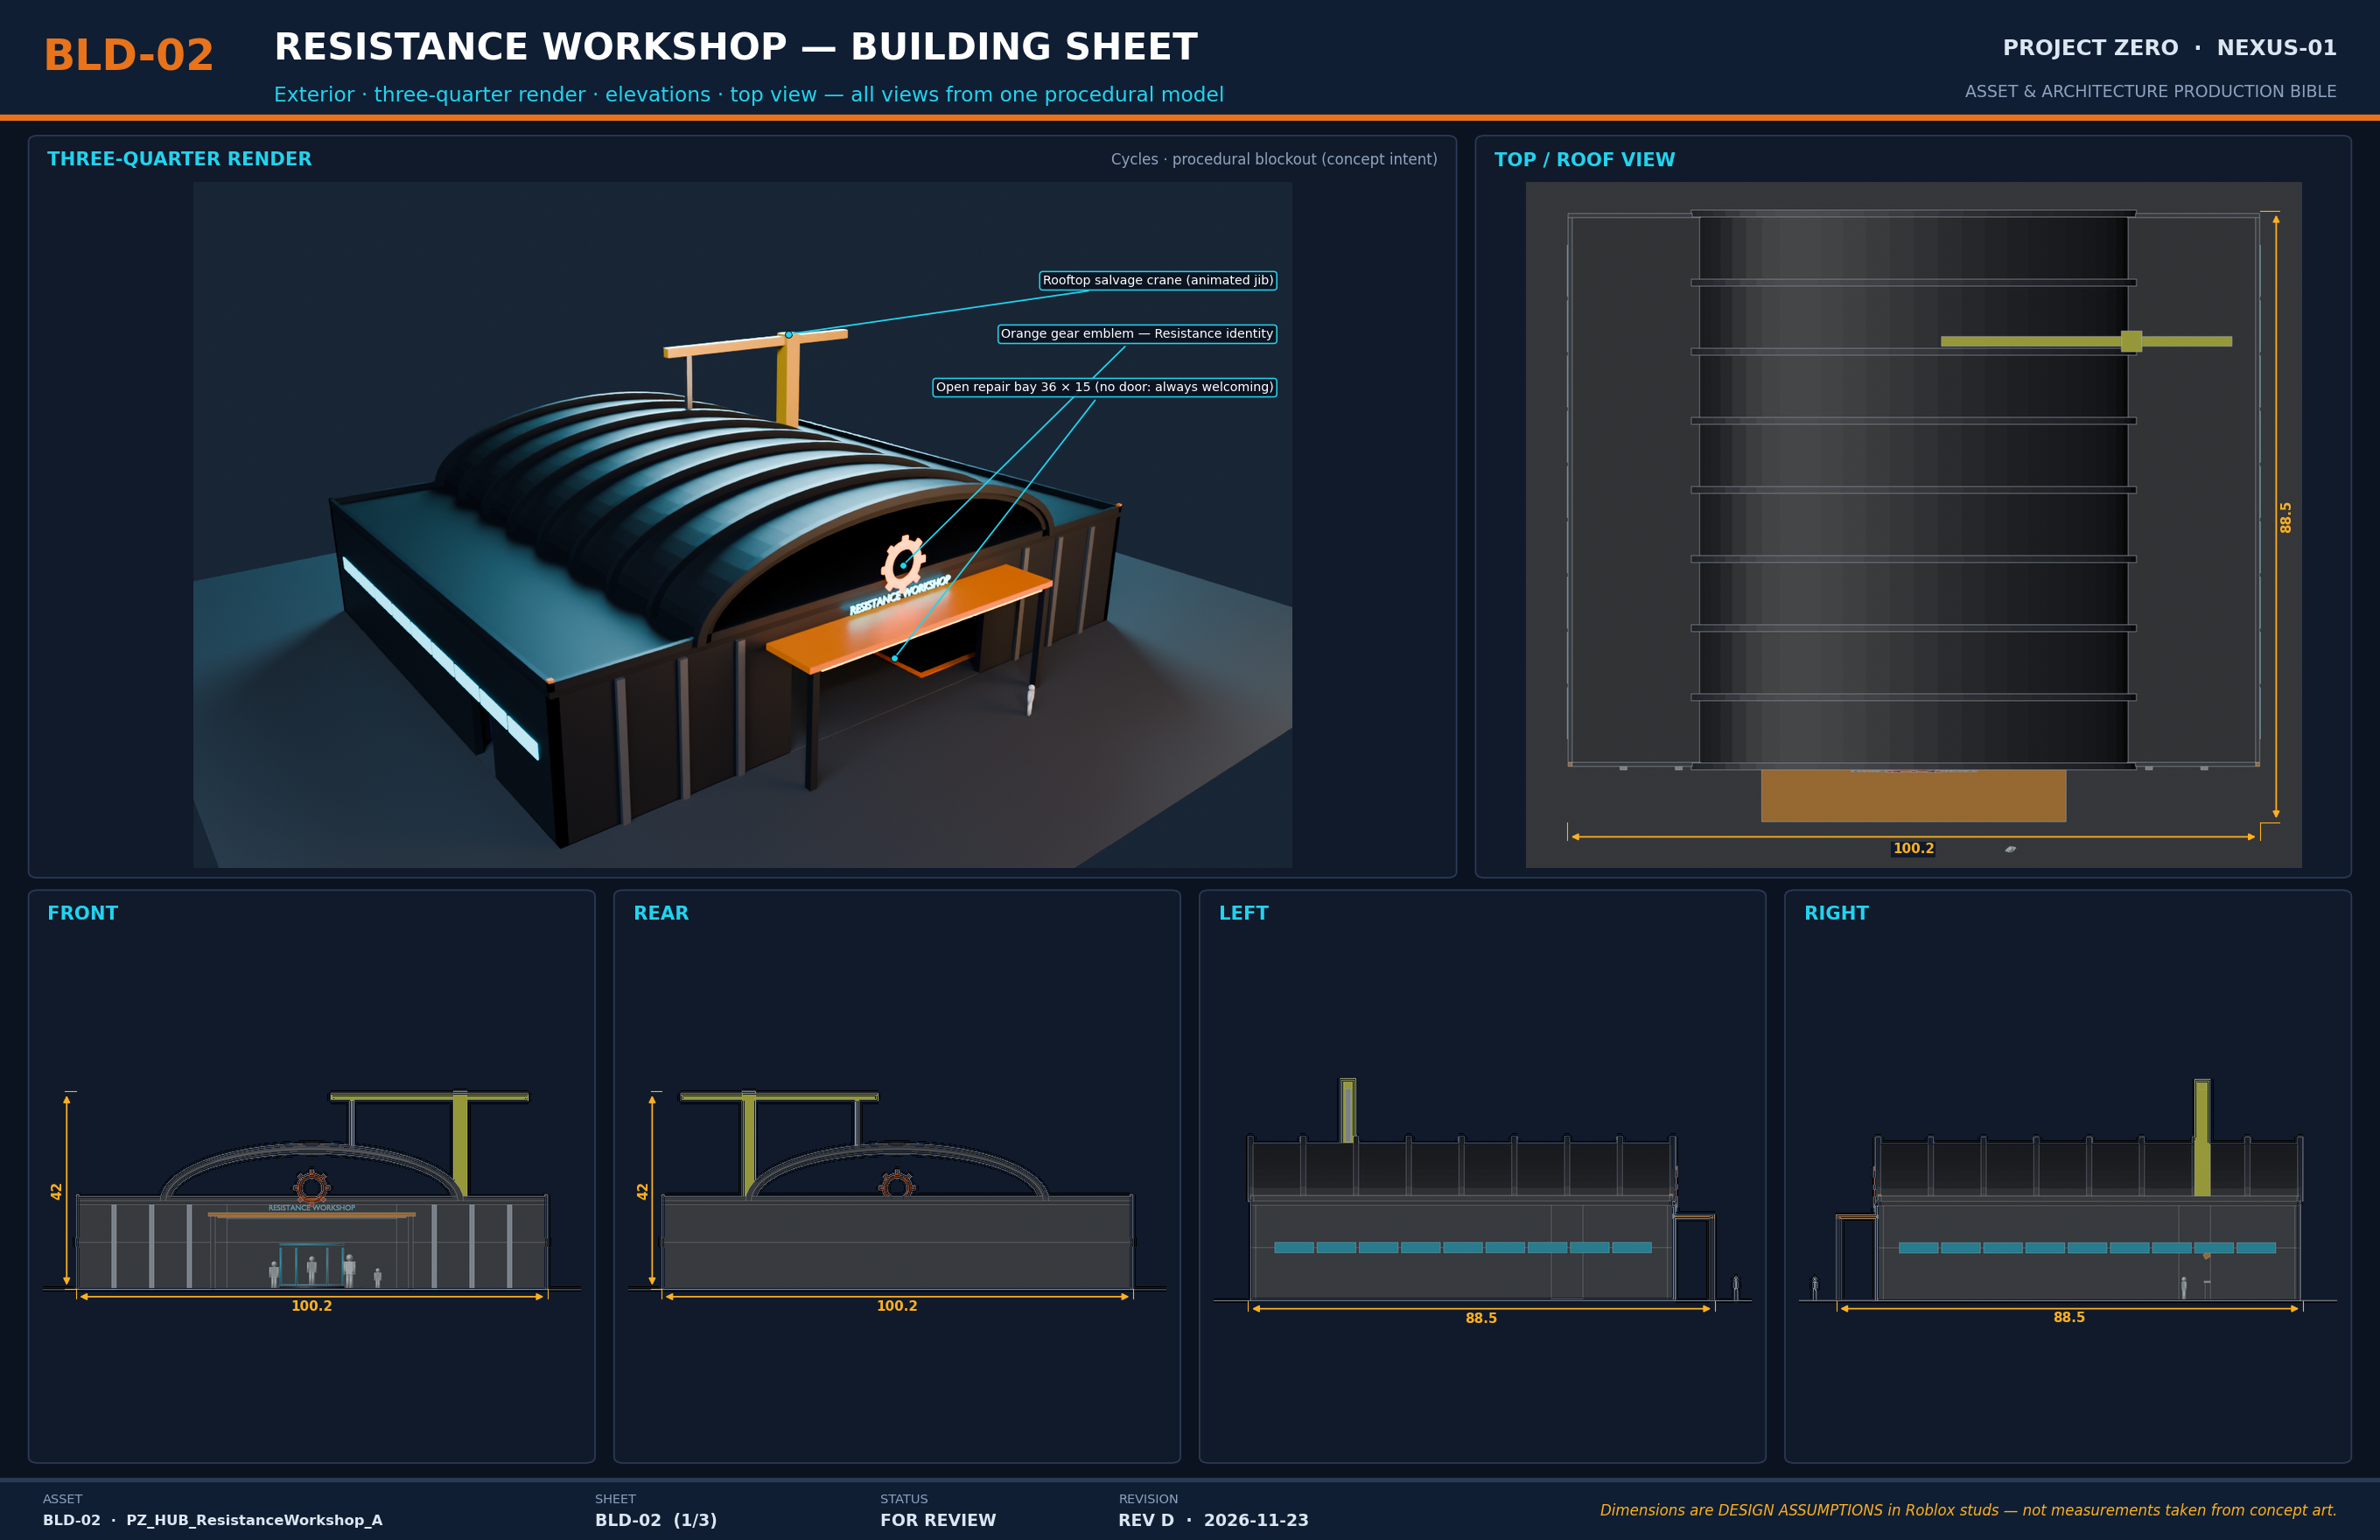 BLD-02
RESISTANCE WORKSHOP — BUILDING SHEET
Exterior · three-quarter render · elevations · top view — all views from one procedural model
PROJECT ZERO · NEXUS-01
ASSET & ARCHITECTURE PRODUCTION BIBLE
THREE-QUARTER RENDER
Cycles · procedural blockout (concept intent)
Rooftop salvage crane (animated jib)
Orange gear emblem — Resistance identity
Open repair bay 36 × 15 (no door: always welcoming)
RESISTANCE WORKSHOP
TOP / ROOF VIEW
88.5
100.2
FRONT
42
RESISTANCE WORKSHOP
100.2
REAR
42
100.2
LEFT
88.5
RIGHT
88.5
ASSET
BLD-02 · PZ_HUB_ResistanceWorkshop_A
SHEET
BLD-02 (1/3)
STATUS
FOR REVIEW
REVISION
REV D · 2026-11-23
Dimensions are DESIGN ASSUMPTIONS in Roblox studs — not measurements taken from concept art.